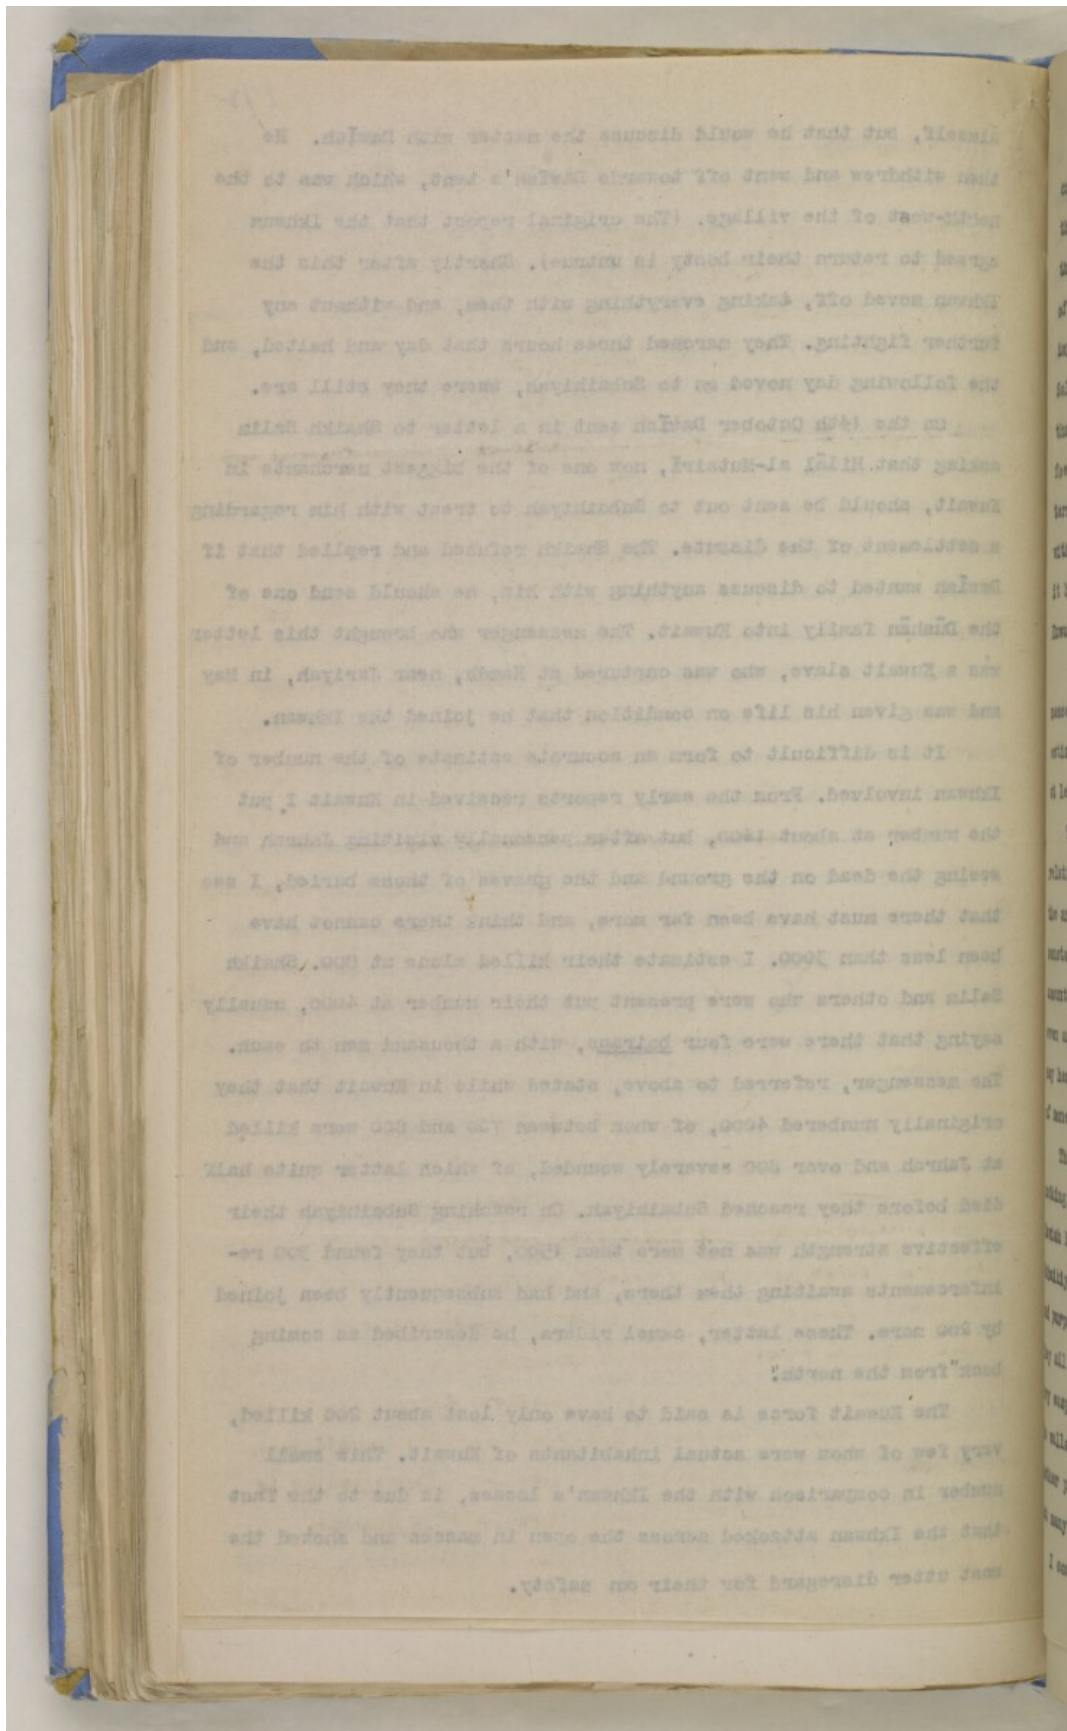 himself, but that he would discuss the matter with Dawīsh. He
then withdrew and went off towards Dawīsh's tent, which was to the
north-west of the village. (The original report that the Ikhwan
agreed to return their booty is untrue). Shortly after this the
Ikhwan moved off, taking everything with them, and without any
further fighting. They marched three hours that day and halted, and
the following day moved on to Subaihiyah, where they still are.
On the 14th October Dawīsh sent in a letter to Shaikh Salim
asking that Hilāl al-Mutairī, now one of the biggest merchants in
Kuwait, should be sent out to Subaihiyah to treat with him regarding
a settlement of the dispute. The Shaikh refused and replied that if
Dawīsh wanted to discuss anything with him, he should send one of
the Dūshān family into Kuwait. The messenger who brought this letter
was a Kuwait slave, who was captured at Hamdh, near Jariyah, in May
and was given his life on condition that he joined the Ikhwan.
It is difficult to form an accurate estimate of the number of
Ikhwan involved. From the early reports received in Kuwait I put
the number at about 1400, but after personally visiting Jahrah and
seeing the dead on the ground and the graves of those buried, I see
that there must have been far more, and think there cannot have
been less than 3000. I estimate their killed alone at 800. Shaikh
Salim and others who were present put their number at 4000, usually
saying that there were four bairaqs, with a thousand men to each.
The messenger, referred to above, stated while in Kuwait that they
originally numbered 4000, of whom between 700 and 800 were killed
at Jahrah and over 800 severely wounded, of which latter quite half
died before they reached Subaihiyah. On reaching Subaihiyah their
effective strength was not more than 2500, but they found 300 re-
inforcements awaiting them there, and had subsequently been joined
by 200 more. These latter, camel riders, he described as coming
back "from the north".
The Kuwait force is said to have only lost about 200 killed,
very few of whom were actual inhabitants of Kuwait. This small
number in comparison with the Ikhwan's losses, is due to the fact
that the Ikhwan attacked across the open in masses and showed the
most utter disregard for their own safety.